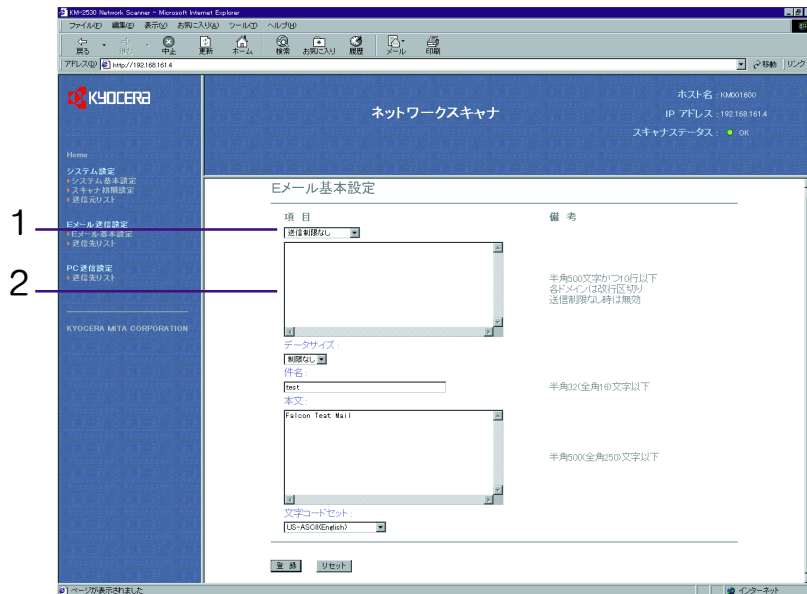 KM-2530 Network Scanner - Microsoft Internet Explorer
ファイル(F) 編集(E) 表示(V) お気に入り(A) ツール(T) ヘルプ(H)
戻る 中止 更新 ホーム 検索 お気に入り 履歴 メール 印刷
アドレス(D) http://192.168.161.4 移動 リンク
KYOCERA
ネットワークスキャナ
ホスト名 : KM001600
IP アドレス : 192.168.161.4
スキャナステータス : OK
Home
システム設定
システム基本設定
スキャナ初期設定
送信元リスト
Eメール送信設定
Eメール基本設定
送信先リスト
PC送信設定
送信先リスト
KYOCERA MITA CORPORATION
Eメール基本設定
項 目 備 考
1
送信制限なし
2
半角500文字かつ10行以下
各ドメインは改行区切り
送信制限なし時は無効
データサイズ :
制限なし
件名 :
test 半角32(全角16)文字以下
本文 :
Falcon Teat Mail
半角500(全角250)文字以下
文字コードセット :
US-ASCII(English)
登 録 リセット
ページが表示されました インターネット